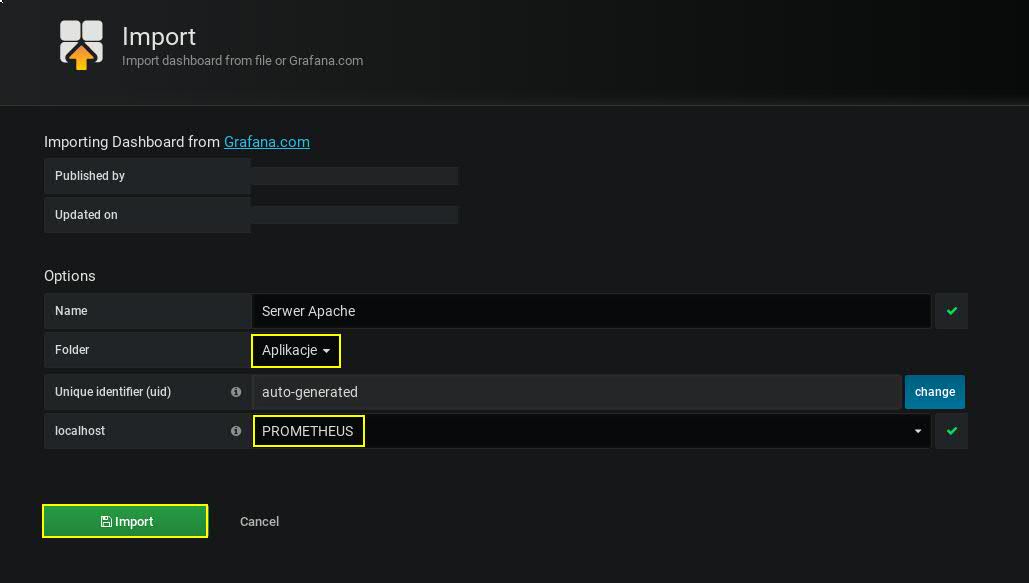 Import
Import dashboard from file or Grafana.com
Importing Dashboard from Grafana.com
Published by
Updated on
Options
Name Serwer Apache
Folder Aplikacje
Unique identifier (uid) auto-generated change
localhost PROMETHEUS
Import Cancel